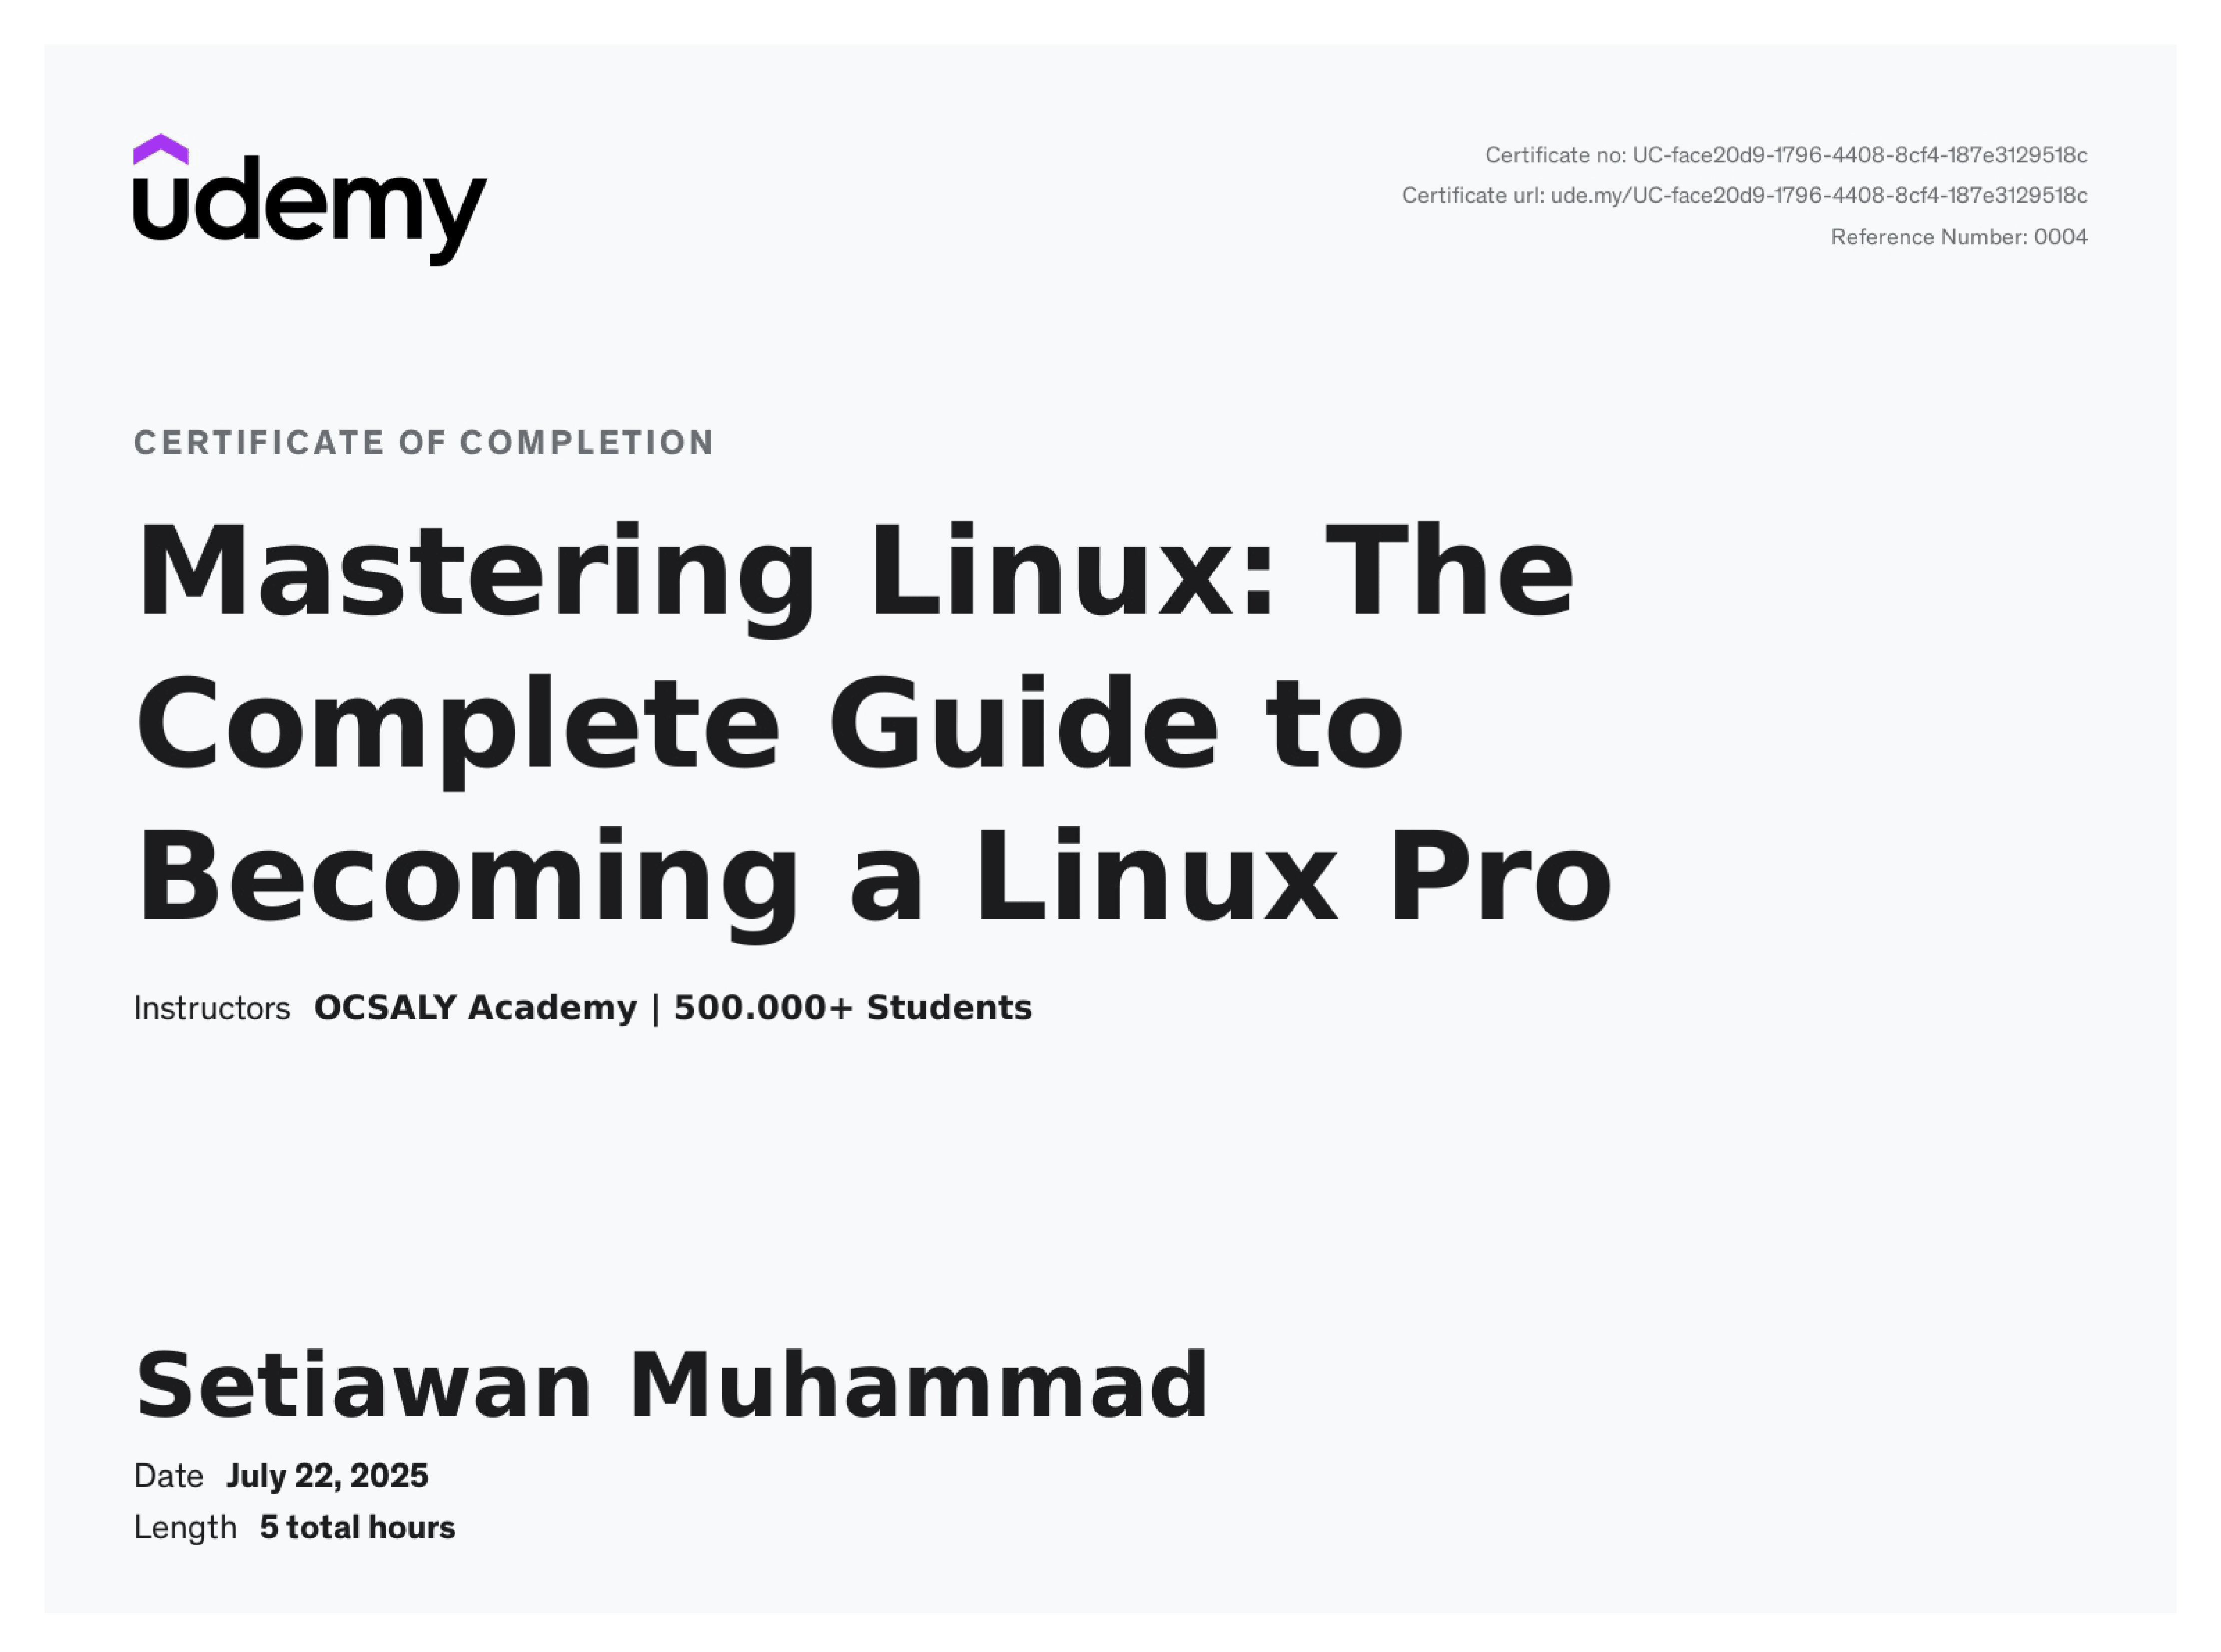 udemy
Certificate no: UC-face20d9-1796-4408-8cf4-187e3129518c
Certificate url: ude.my/UC-face20d9-1796-4408-8cf4-187e3129518c
Reference Number: 0004
CERTIFICATE OF COMPLETION
Mastering Linux: The
Complete Guide to
Becoming a Linux Pro
Instructors OCSALY Academy | 500.000+ Students
Setiawan Muhammad
Date July 22, 2025
Length 5 total hours